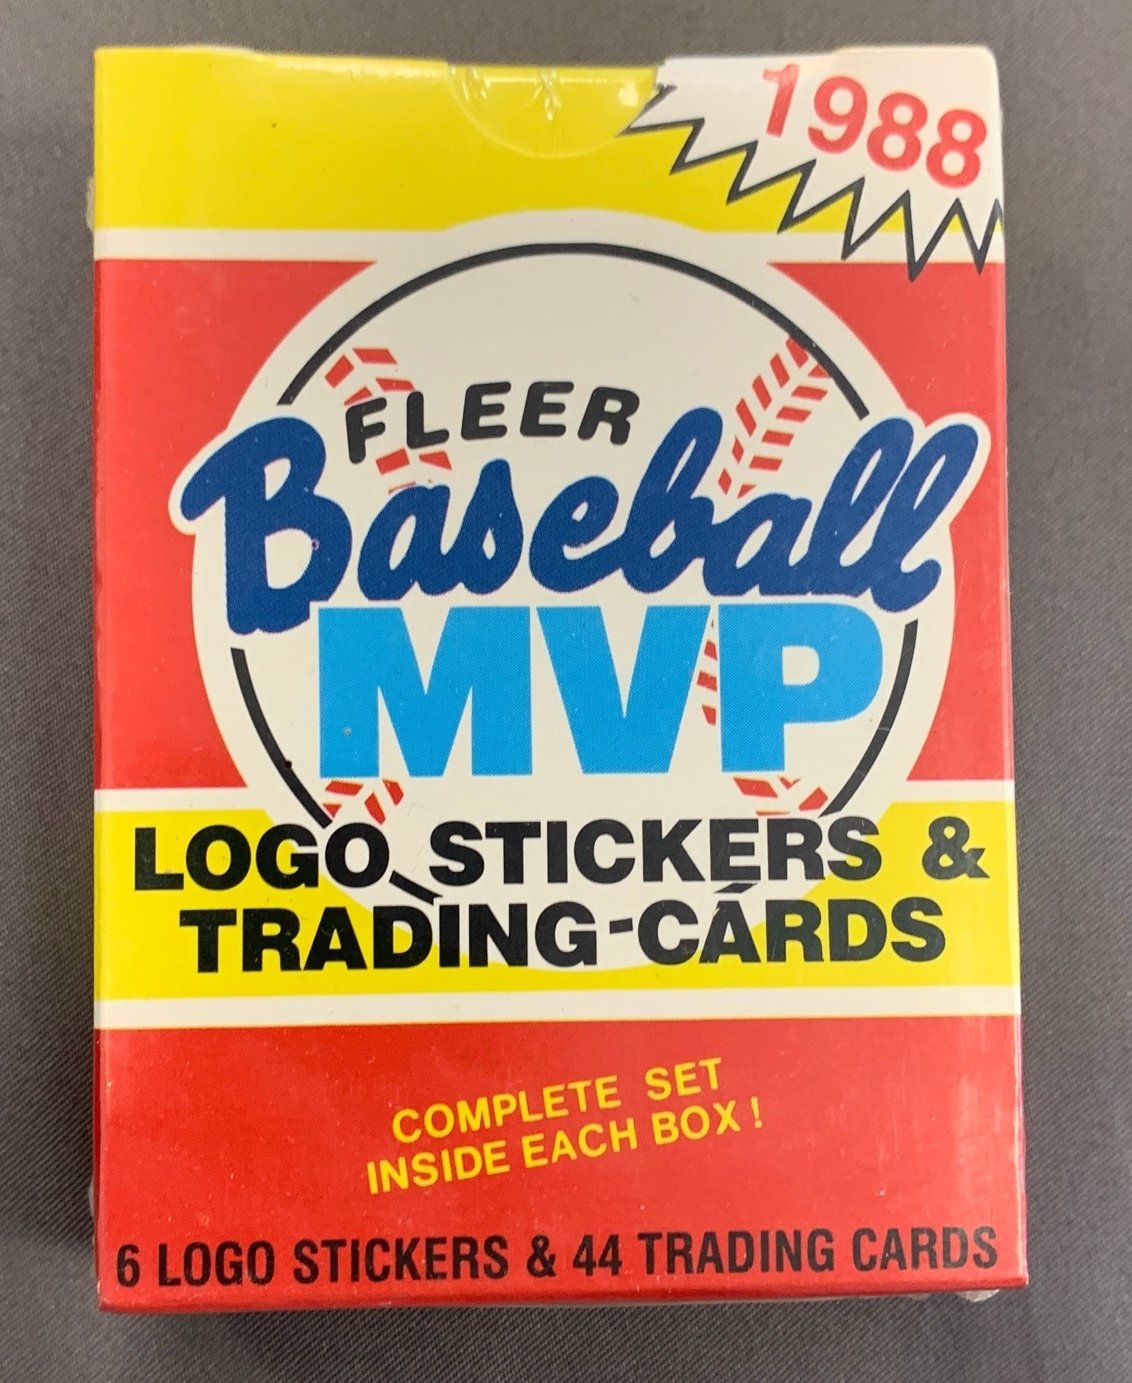 1988
FLEER
Baseball
MVP
LOGO STICKERS &
TRADING CARDS
COMPLETE SET
INSIDE EACH BOX!
6 LOGO STICKERS & 44 TRADING CARDS